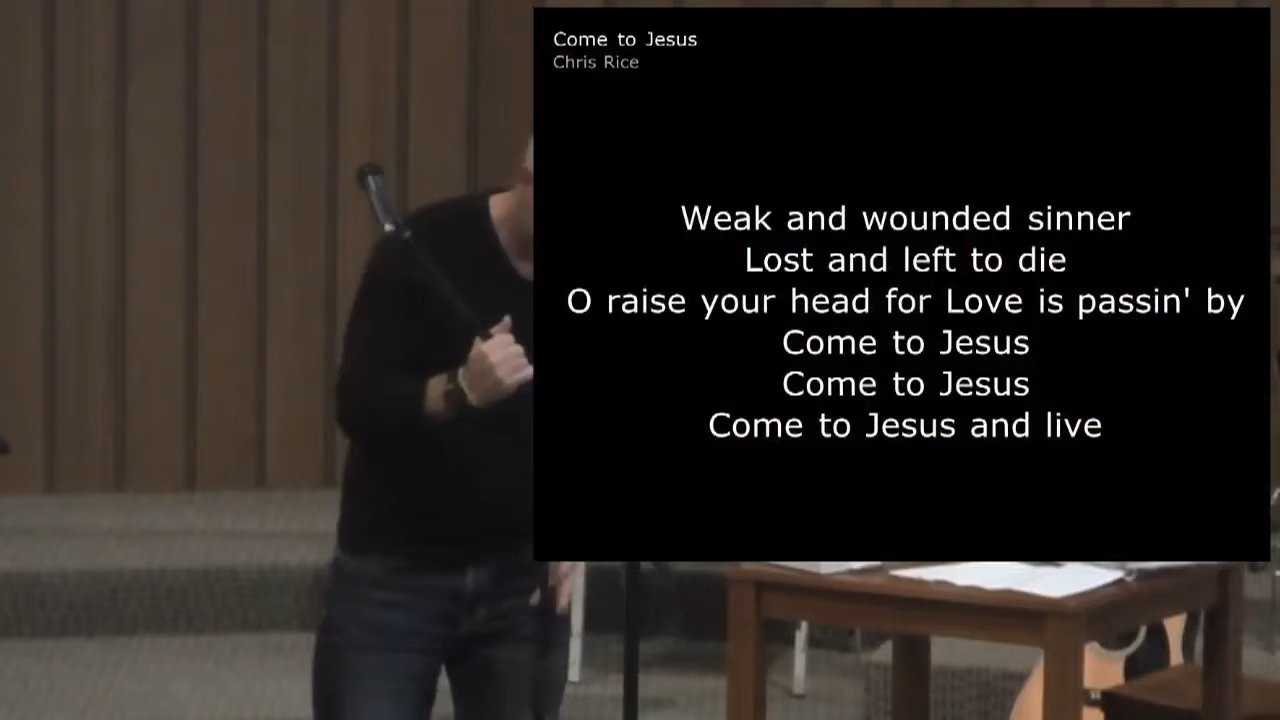 Come to Jesus
Chris Rice
Weak and wounded sinner
Lost and left to die
O raise your head for Love is passin' by
Come to Jesus
Come to Jesus
Come to Jesus and live